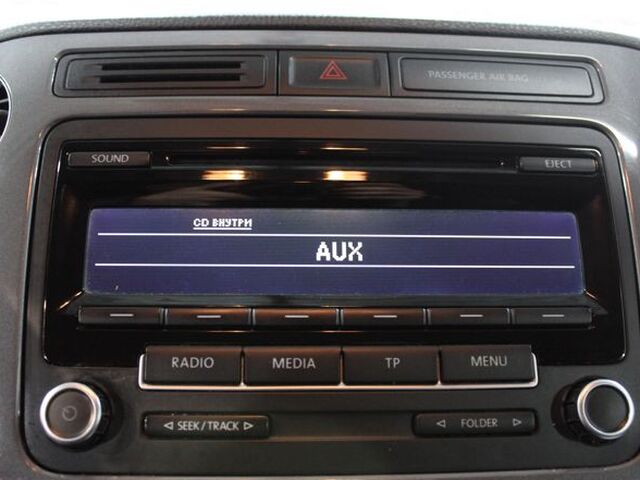 PASSENGER AIR BAG
SOUND
EJECT
CD ВНУТРИ
AUX
RADIO MEDIA TP MENU
SEEK/TRACK
FOLDER